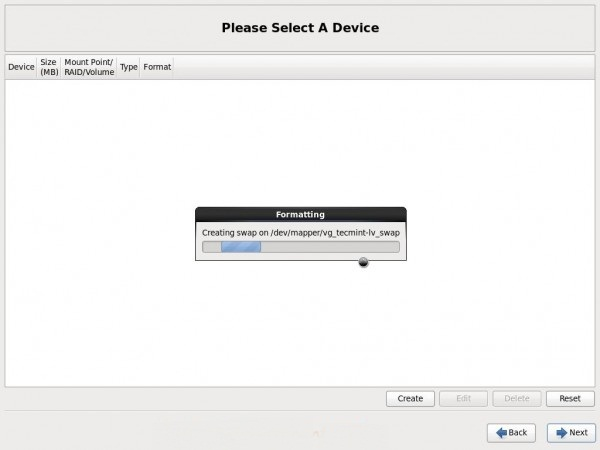 Please Select A Device
Device Size (MB) Mount Point/ RAID/Volume Type Format
Formatting
Creating swap on /dev/mapper/vg_tecmint-lv_swap
Create Edit Delete Reset
Back Next